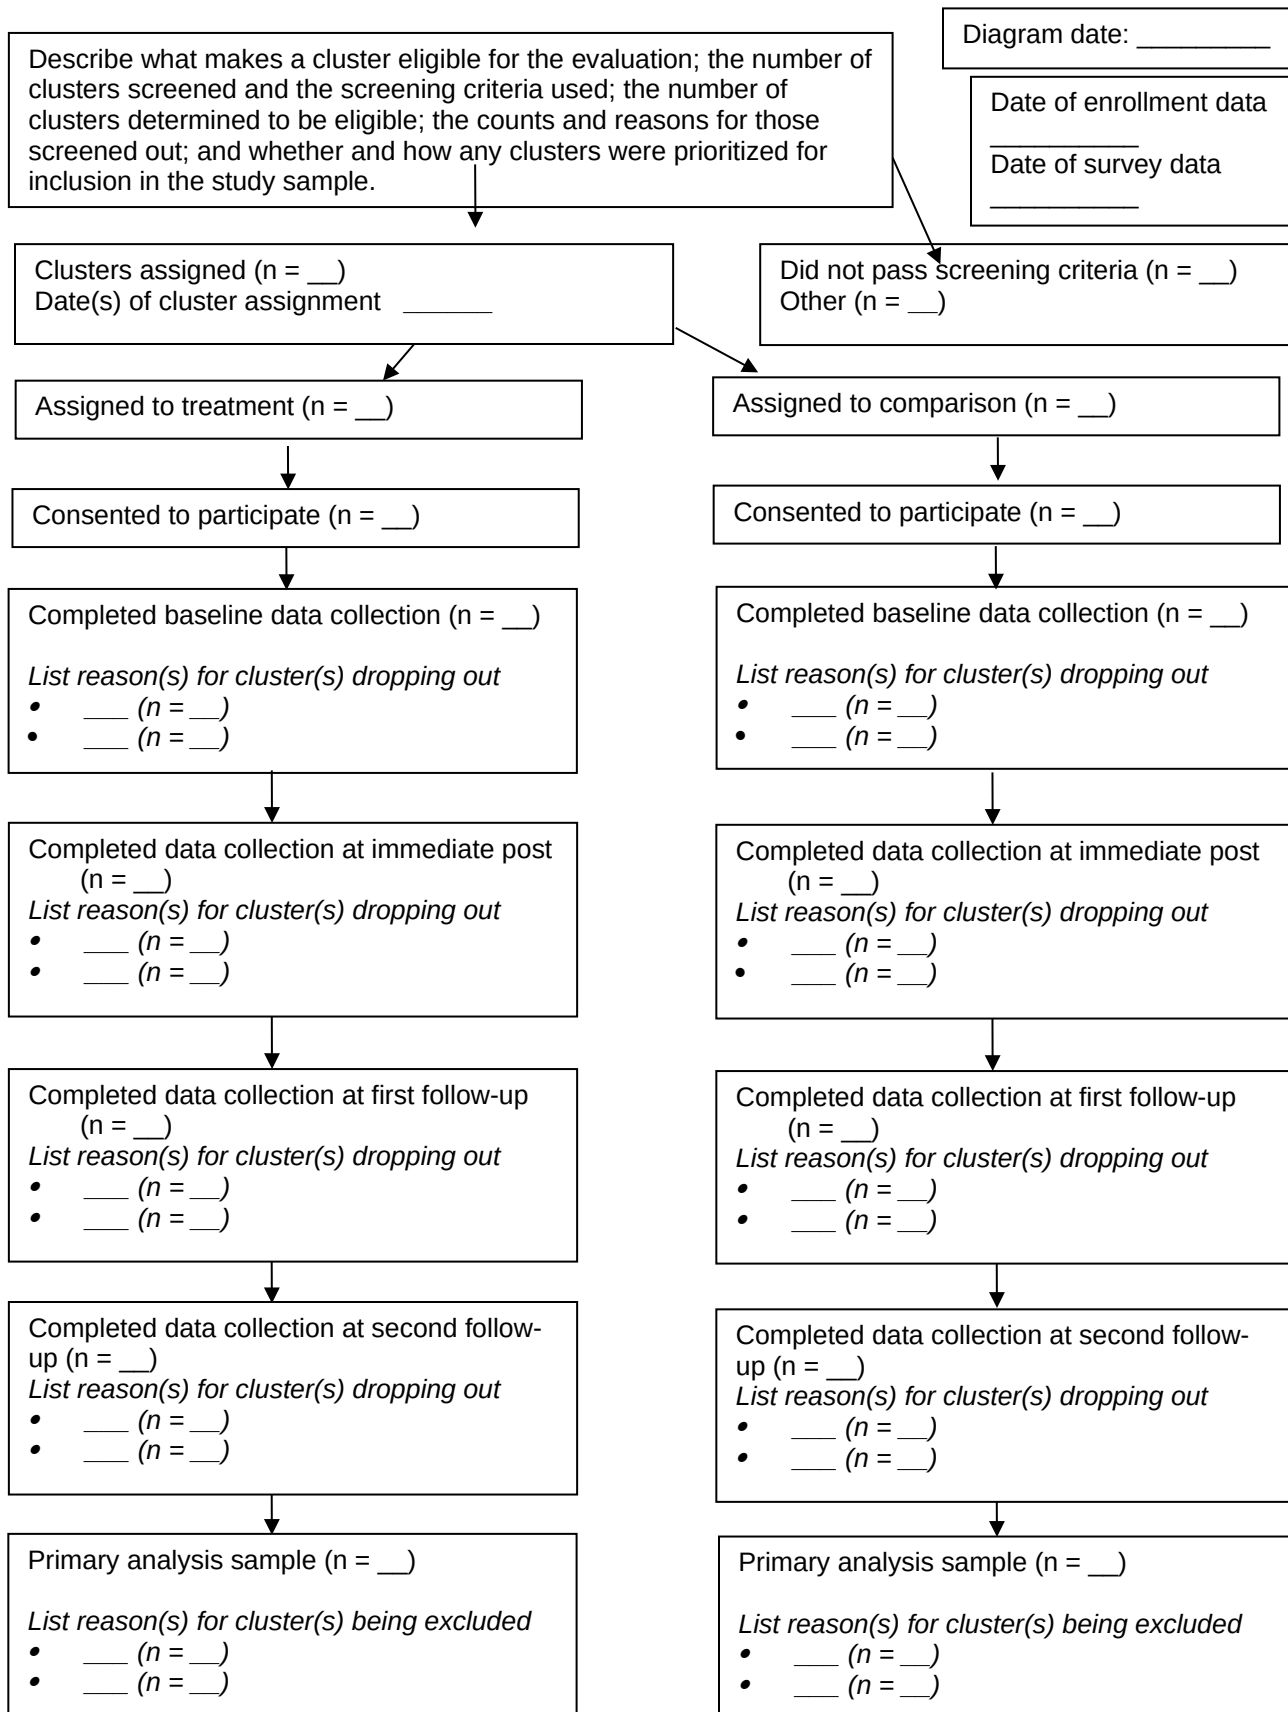 Diagram date: _________
Describe what makes a cluster eligible for the evaluation; the number of
clusters screened and the screening criteria used; the number of
clusters determined to be eligible; the counts and reasons for those
screened out; and whether and how any clusters were prioritized for
inclusion in the study sample.
Date of enrollment data
__________
Date of survey data
__________
Clusters assigned (n = __)
Date(s) of cluster assignment ______
Did not pass screening criteria (n = __)
Other (n = __)
Assigned to treatment (n = __)
Assigned to comparison (n = __)
Consented to participate (n = __)
Consented to participate (n = __)
Completed baseline data collection (n = __)
List reason(s) for cluster(s) dropping out
• ___ (n = __)
• ___ (n = __)
Completed baseline data collection (n = __)
List reason(s) for cluster(s) dropping out
• ___ (n = __)
• ___ (n = __)
Completed data collection at immediate post
(n = __)
List reason(s) for cluster(s) dropping out
• ___ (n = __)
• ___ (n = __)
Completed data collection at immediate post
(n = __)
List reason(s) for cluster(s) dropping out
• ___ (n = __)
• ___ (n = __)
Completed data collection at first follow-up
(n = __)
List reason(s) for cluster(s) dropping out
• ___ (n = __)
• ___ (n = __)
Completed data collection at first follow-up
(n = __)
List reason(s) for cluster(s) dropping out
• ___ (n = __)
• ___ (n = __)
Completed data collection at second follow-
up (n = __)
List reason(s) for cluster(s) dropping out
• ___ (n = __)
• ___ (n = __)
Completed data collection at second follow-
up (n = __)
List reason(s) for cluster(s) dropping out
• ___ (n = __)
• ___ (n = __)
Primary analysis sample (n = __)
List reason(s) for cluster(s) being excluded
• ___ (n = __)
• ___ (n = __)
Primary analysis sample (n = __)
List reason(s) for cluster(s) being excluded
• ___ (n = __)
• ___ (n = __)